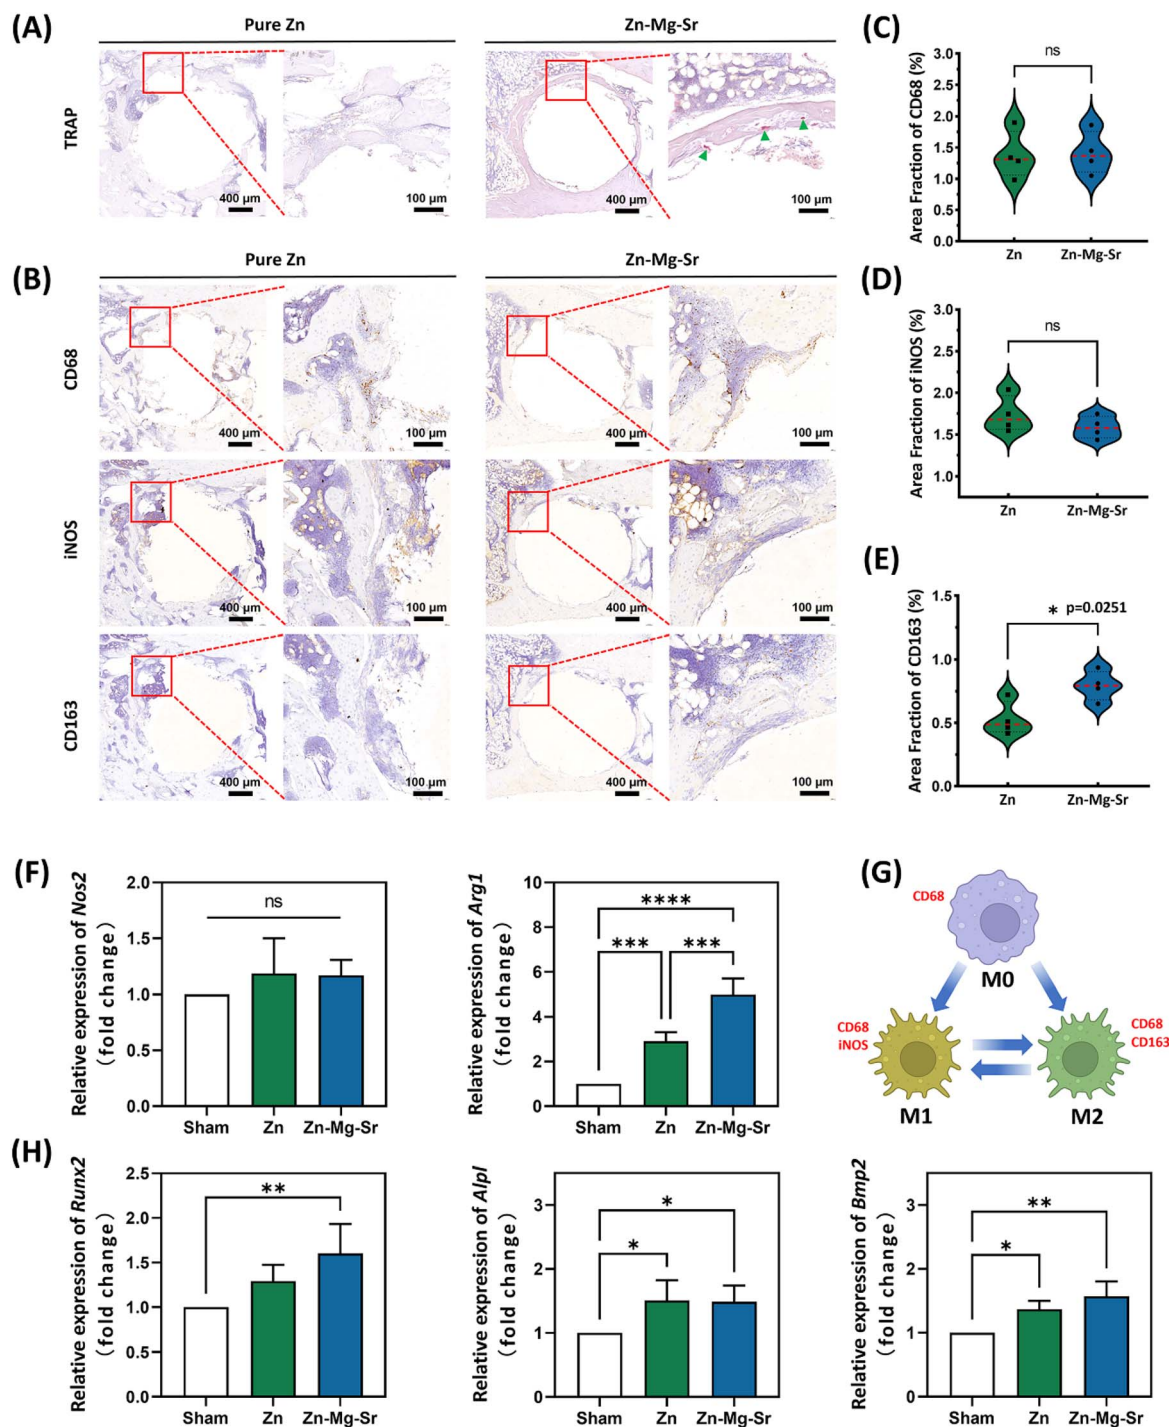 (A)
Pure Zn
Zn-Mg-Sr
TRAP
400 µm
100 µm
400 µm
100 µm
(B)
Pure Zn
Zn-Mg-Sr
CD68
400 µm
100 µm
400 µm
100 µm
iNOS
400 µm
100 µm
400 µm
100 µm
CD163
400 µm
100 µm
400 µm
100 µm
(C)
Area Fraction of CD68 (%)
3.0
2.5
2.0
1.5
1.0
0.5
0.0
ns
Zn
Zn-Mg-Sr
(D)
Area Fraction of iNOS (%)
3.0
2.5
2.0
1.5
1.0
ns
Zn
Zn-Mg-Sr
(E)
Area Fraction of CD163 (%)
1.5
1.0
0.5
0.0
* p=0.0251
Zn
Zn-Mg-Sr
(F)
Relative expression of Nos2
(fold change)
2.0
1.5
1.0
0.5
0.0
ns
Sham
Zn
Zn-Mg-Sr
Relative expression of Arg1
(fold change)
10
8
6
4
2
0
****
***
***
Sham
Zn
Zn-Mg-Sr
(G)
CD68
M0
CD68
iNOS
M1
CD68
CD163
M2
(H)
Relative expression of Runx2
(fold change)
2.5
2.0
1.5
1.0
0.5
0.0
**
Sham
Zn
Zn-Mg-Sr
Relative expression of Alpl
(fold change)
3
2
1
0
*
*
Sham
Zn
Zn-Mg-Sr
Relative expression of Bmp2
(fold change)
3
2
1
0
**
*
Sham
Zn
Zn-Mg-Sr